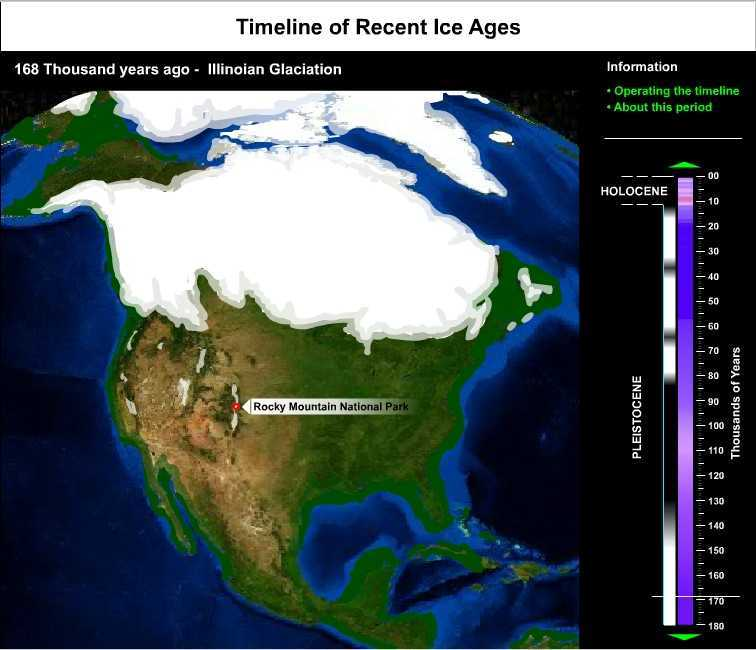 Timeline of Recent Ice Ages
168 Thousand years ago - Illinoian Glaciation
Information
• Operating the timeline
• About this period
HOLOCENE
Rocky Mountain National Park
PLEISTOCENE
00
10
20
30
40
50
60
70
80
90
100
110
120
130
140
150
160
170
180
Thousands of Years